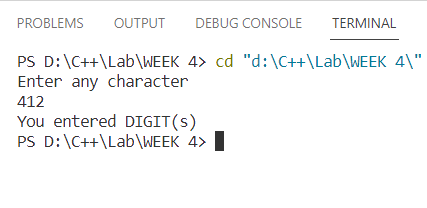 PROBLEMS OUTPUT DEBUG CONSOLE TERMINAL
PS D:\C++\Lab\WEEK 4> cd "d:\C++\Lab\WEEK 4\"
Enter any character
412
You entered DIGIT(s)
PS D:\C++\Lab\WEEK 4>